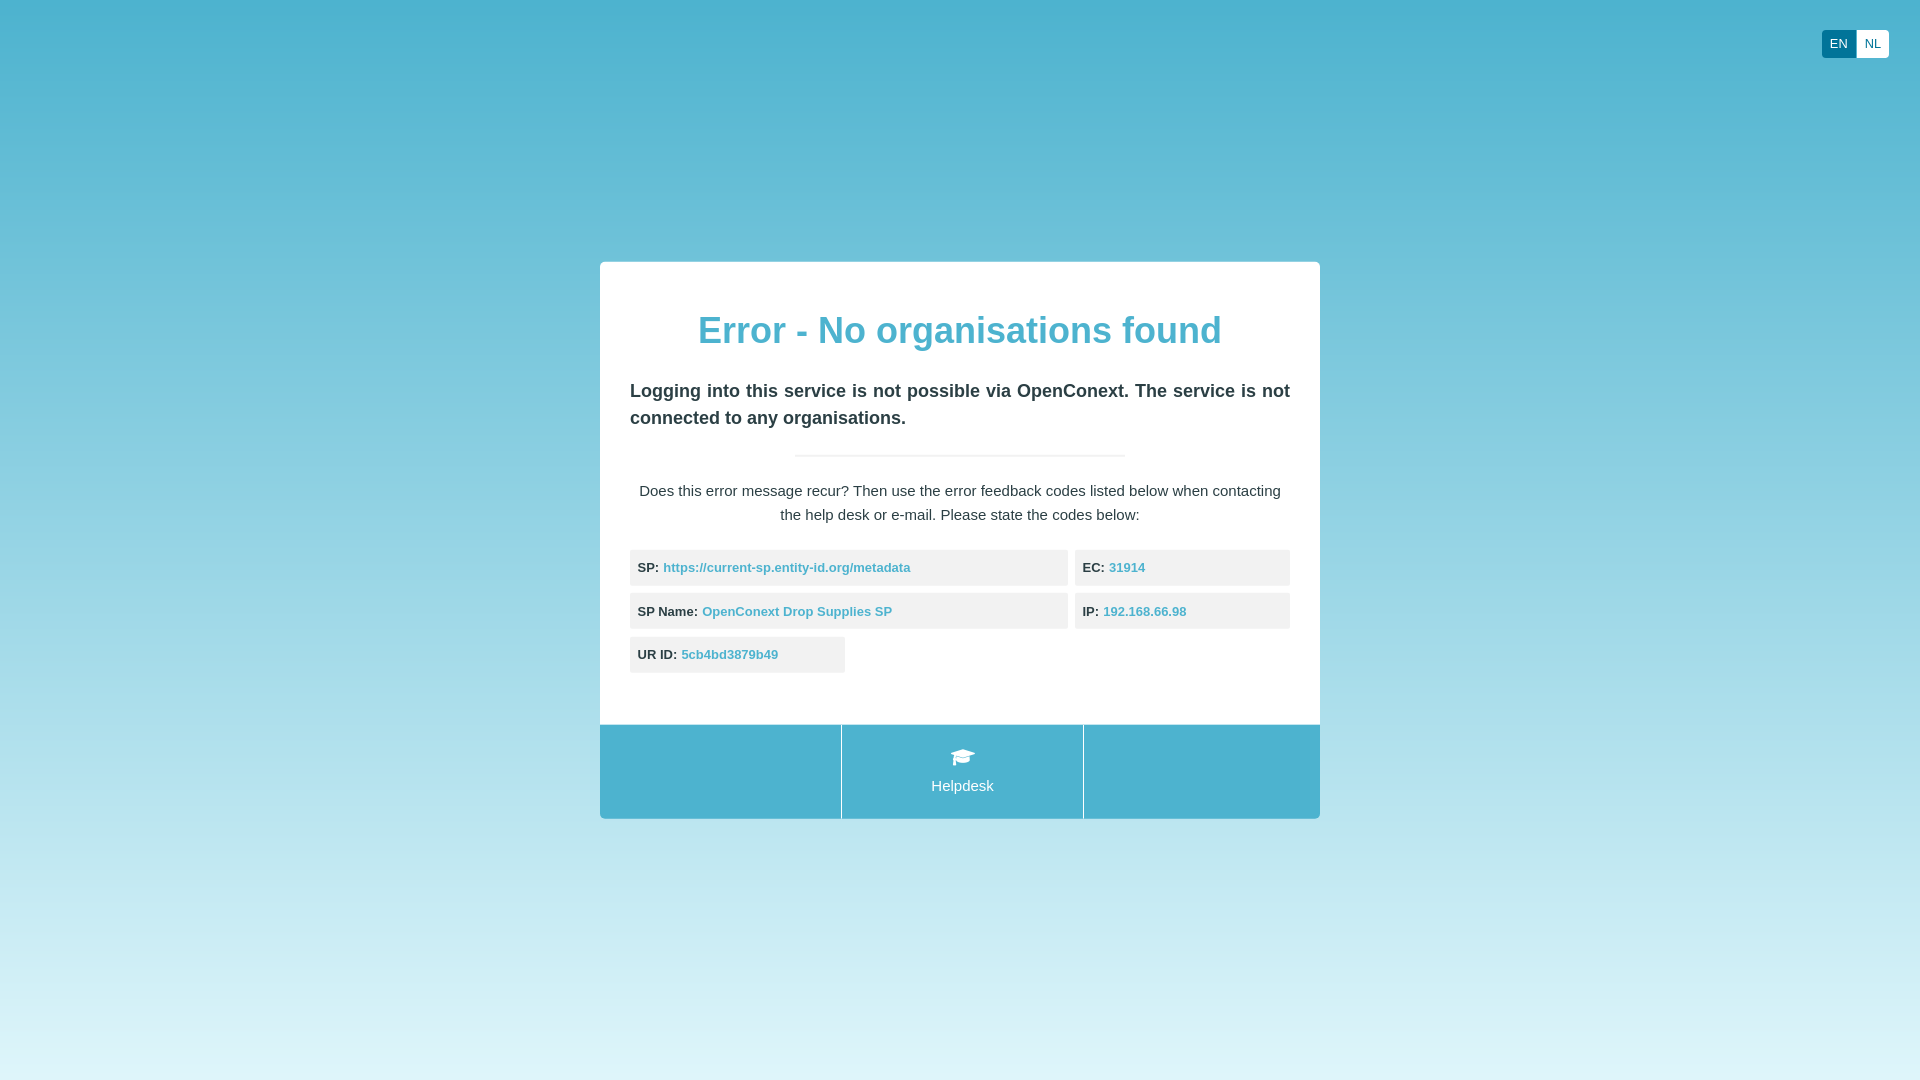 EN NL
Error - No organisations found
Logging into this service is not possible via OpenConext. The service is not
connected to any organisations.
Does this error message recur? Then use the error feedback codes listed below when contacting
the help desk or e-mail. Please state the codes below:
SP: https://current-sp.entity-id.org/metadata
EC: 31914
SP Name: OpenConext Drop Supplies SP
IP: 192.168.66.98
UR ID: 5cb4bd3879b49
Helpdesk